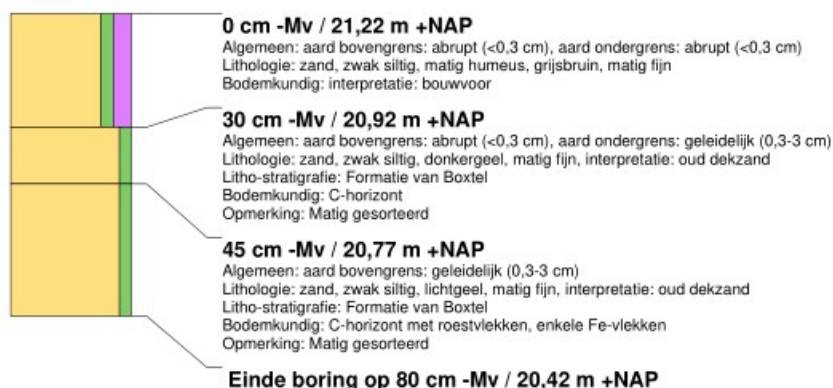 0 cm -Mv / 21,22 m +NAP
Algemeen: aard bovengrens: abrupt (<0,3 cm), aard ondergrens: abrupt (<0,3 cm)
Lithologie: zand, zwak siltig, matig humeus, grijsbruin, matig fijn
Bodemkundig: interpretatie: bouwvoor
30 cm -Mv / 20,92 m +NAP
Algemeen: aard bovengrens: abrupt (<0,3 cm), aard ondergrens: geleidelijk (0,3-3 cm)
Lithologie: zand, zwak siltig, donkergeel, matig fijn, interpretatie: oud dekzand
Litho-stratigrafie: Formatie van Boxtel
Bodemkundig: C-horizont
Opmerking: Matig gesorteerd
45 cm -Mv / 20,77 m +NAP
Algemeen: aard bovengrens: geleidelijk (0,3-3 cm)
Lithologie: zand, zwak siltig, lichtgeel, matig fijn, interpretatie: oud dekzand
Litho-stratigrafie: Formatie van Boxtel
Bodemkundig: C-horizont met roestvlekken, enkele Fe-vlekken
Opmerking: Matig gesorteerd
Einde boring op 80 cm -Mv / 20,42 m +NAP